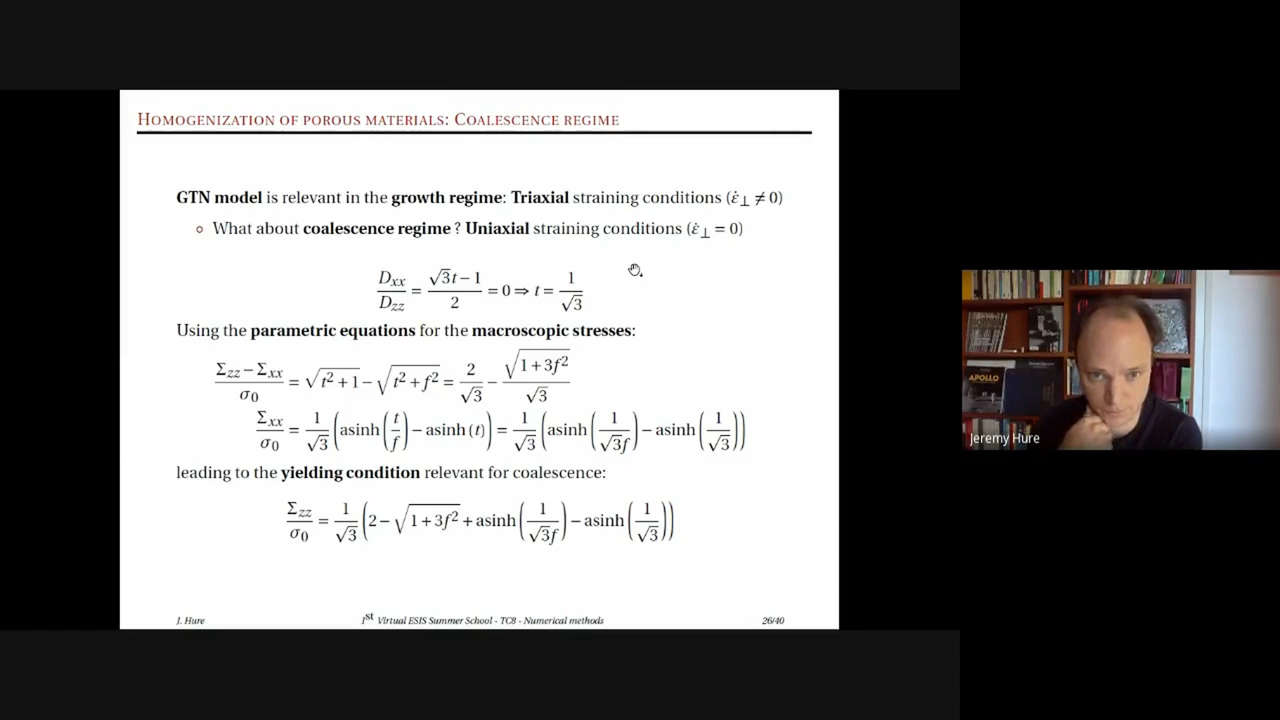 HOMOGENIZATION OF POROUS MATERIALS: COALESCENCE REGIME
GTN model is relevant in the growth regime: Triaxial straining conditions (ε̇⊥ ≠ 0)
∘ What about coalescence regime ? Uniaxial straining conditions (ε̇⊥ = 0)
Dxx/Dzz = (√3t − 1)/2 = 0 ⇒ t = 1/√3
Using the parametric equations for the macroscopic stresses:
(Σzz − Σxx)/σ0 = √(t² + 1) − √(t² + f²) = 2/√3 − √(1 + 3f²)/√3
Σxx/σ0 = 1/√3 (asinh(t/f) − asinh(t)) = 1/√3 (asinh(1/(√3f)) − asinh(1/√3))
leading to the yielding condition relevant for coalescence:
Σzz/σ0 = 1/√3 (2 − √(1 + 3f²) + asinh(1/(√3f)) − asinh(1/√3))
J. Hure
1st Virtual ESIS Summer School - TC8 - Numerical methods
26/40
APOLLO
Jeremy Hure